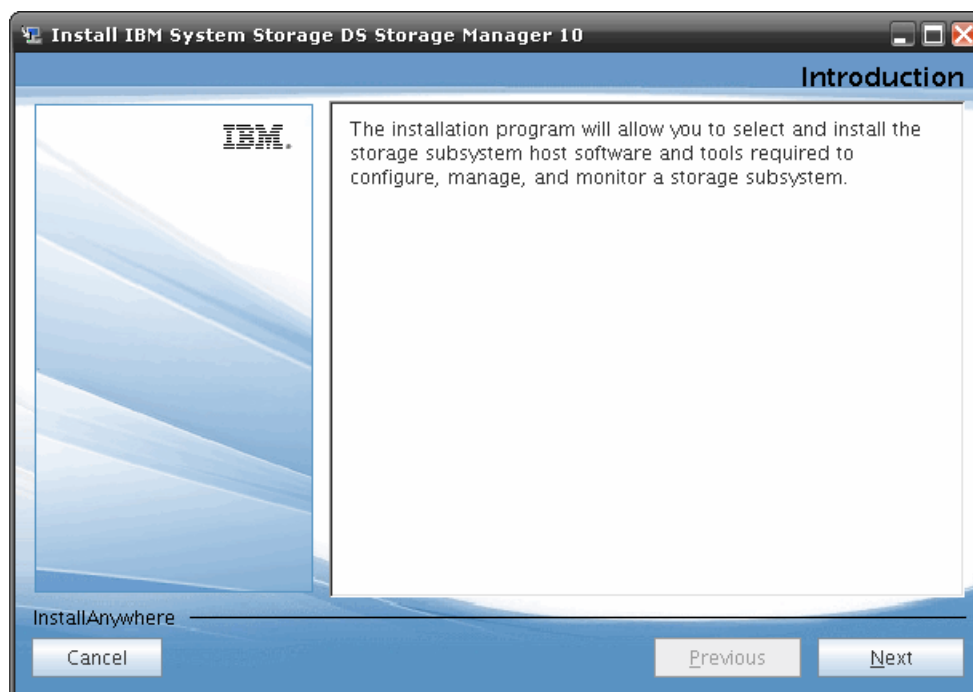 Install IBM System Storage DS Storage Manager 10
Introduction
IBM.
The installation program will allow you to select and install the
storage subsystem host software and tools required to
configure, manage, and monitor a storage subsystem.
InstallAnywhere
Cancel
Previous
Next